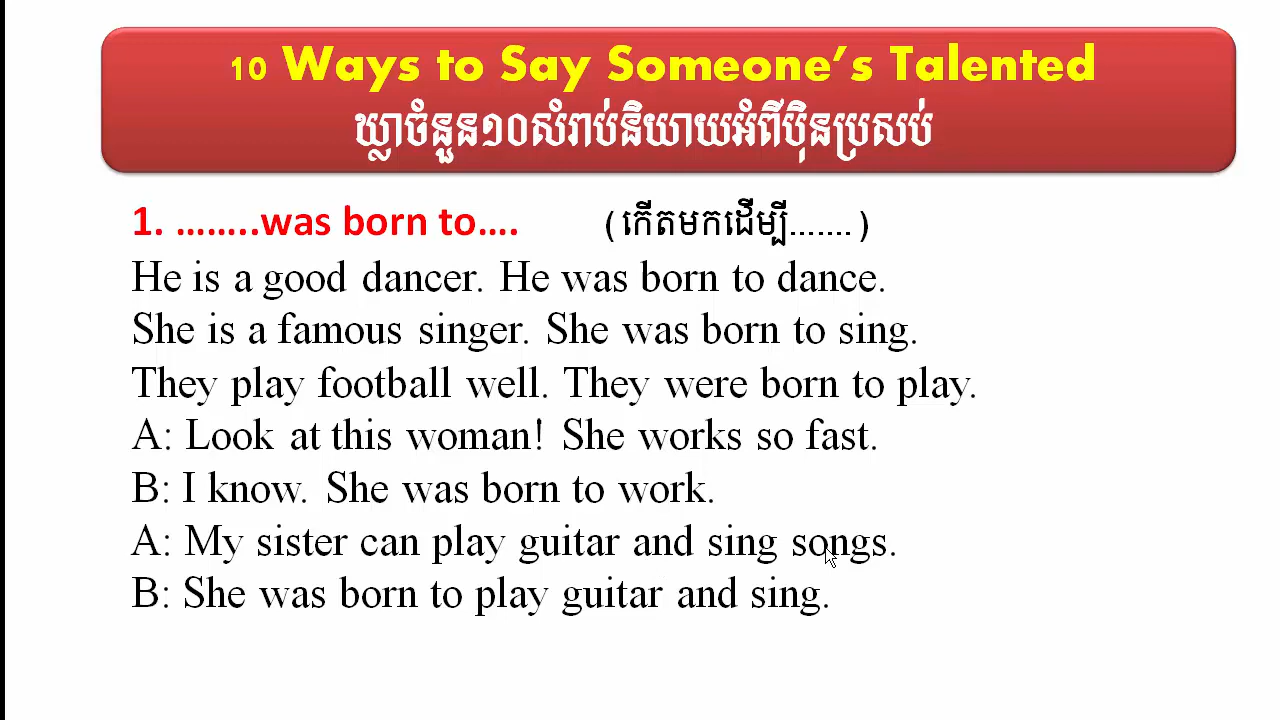 10 Ways to Say Someone’s Talented
ឃ្លាចំនួន១០សំរាប់និយាយអំពីប៉ិនប្រសប់
1. ……..was born to…. ( កើតមកដើម្បី....... )
He is a good dancer. He was born to dance.
She is a famous singer. She was born to sing.
They play football well. They were born to play.
A: Look at this woman! She works so fast.
B: I know. She was born to work.
A: My sister can play guitar and sing songs.
B: She was born to play guitar and sing.